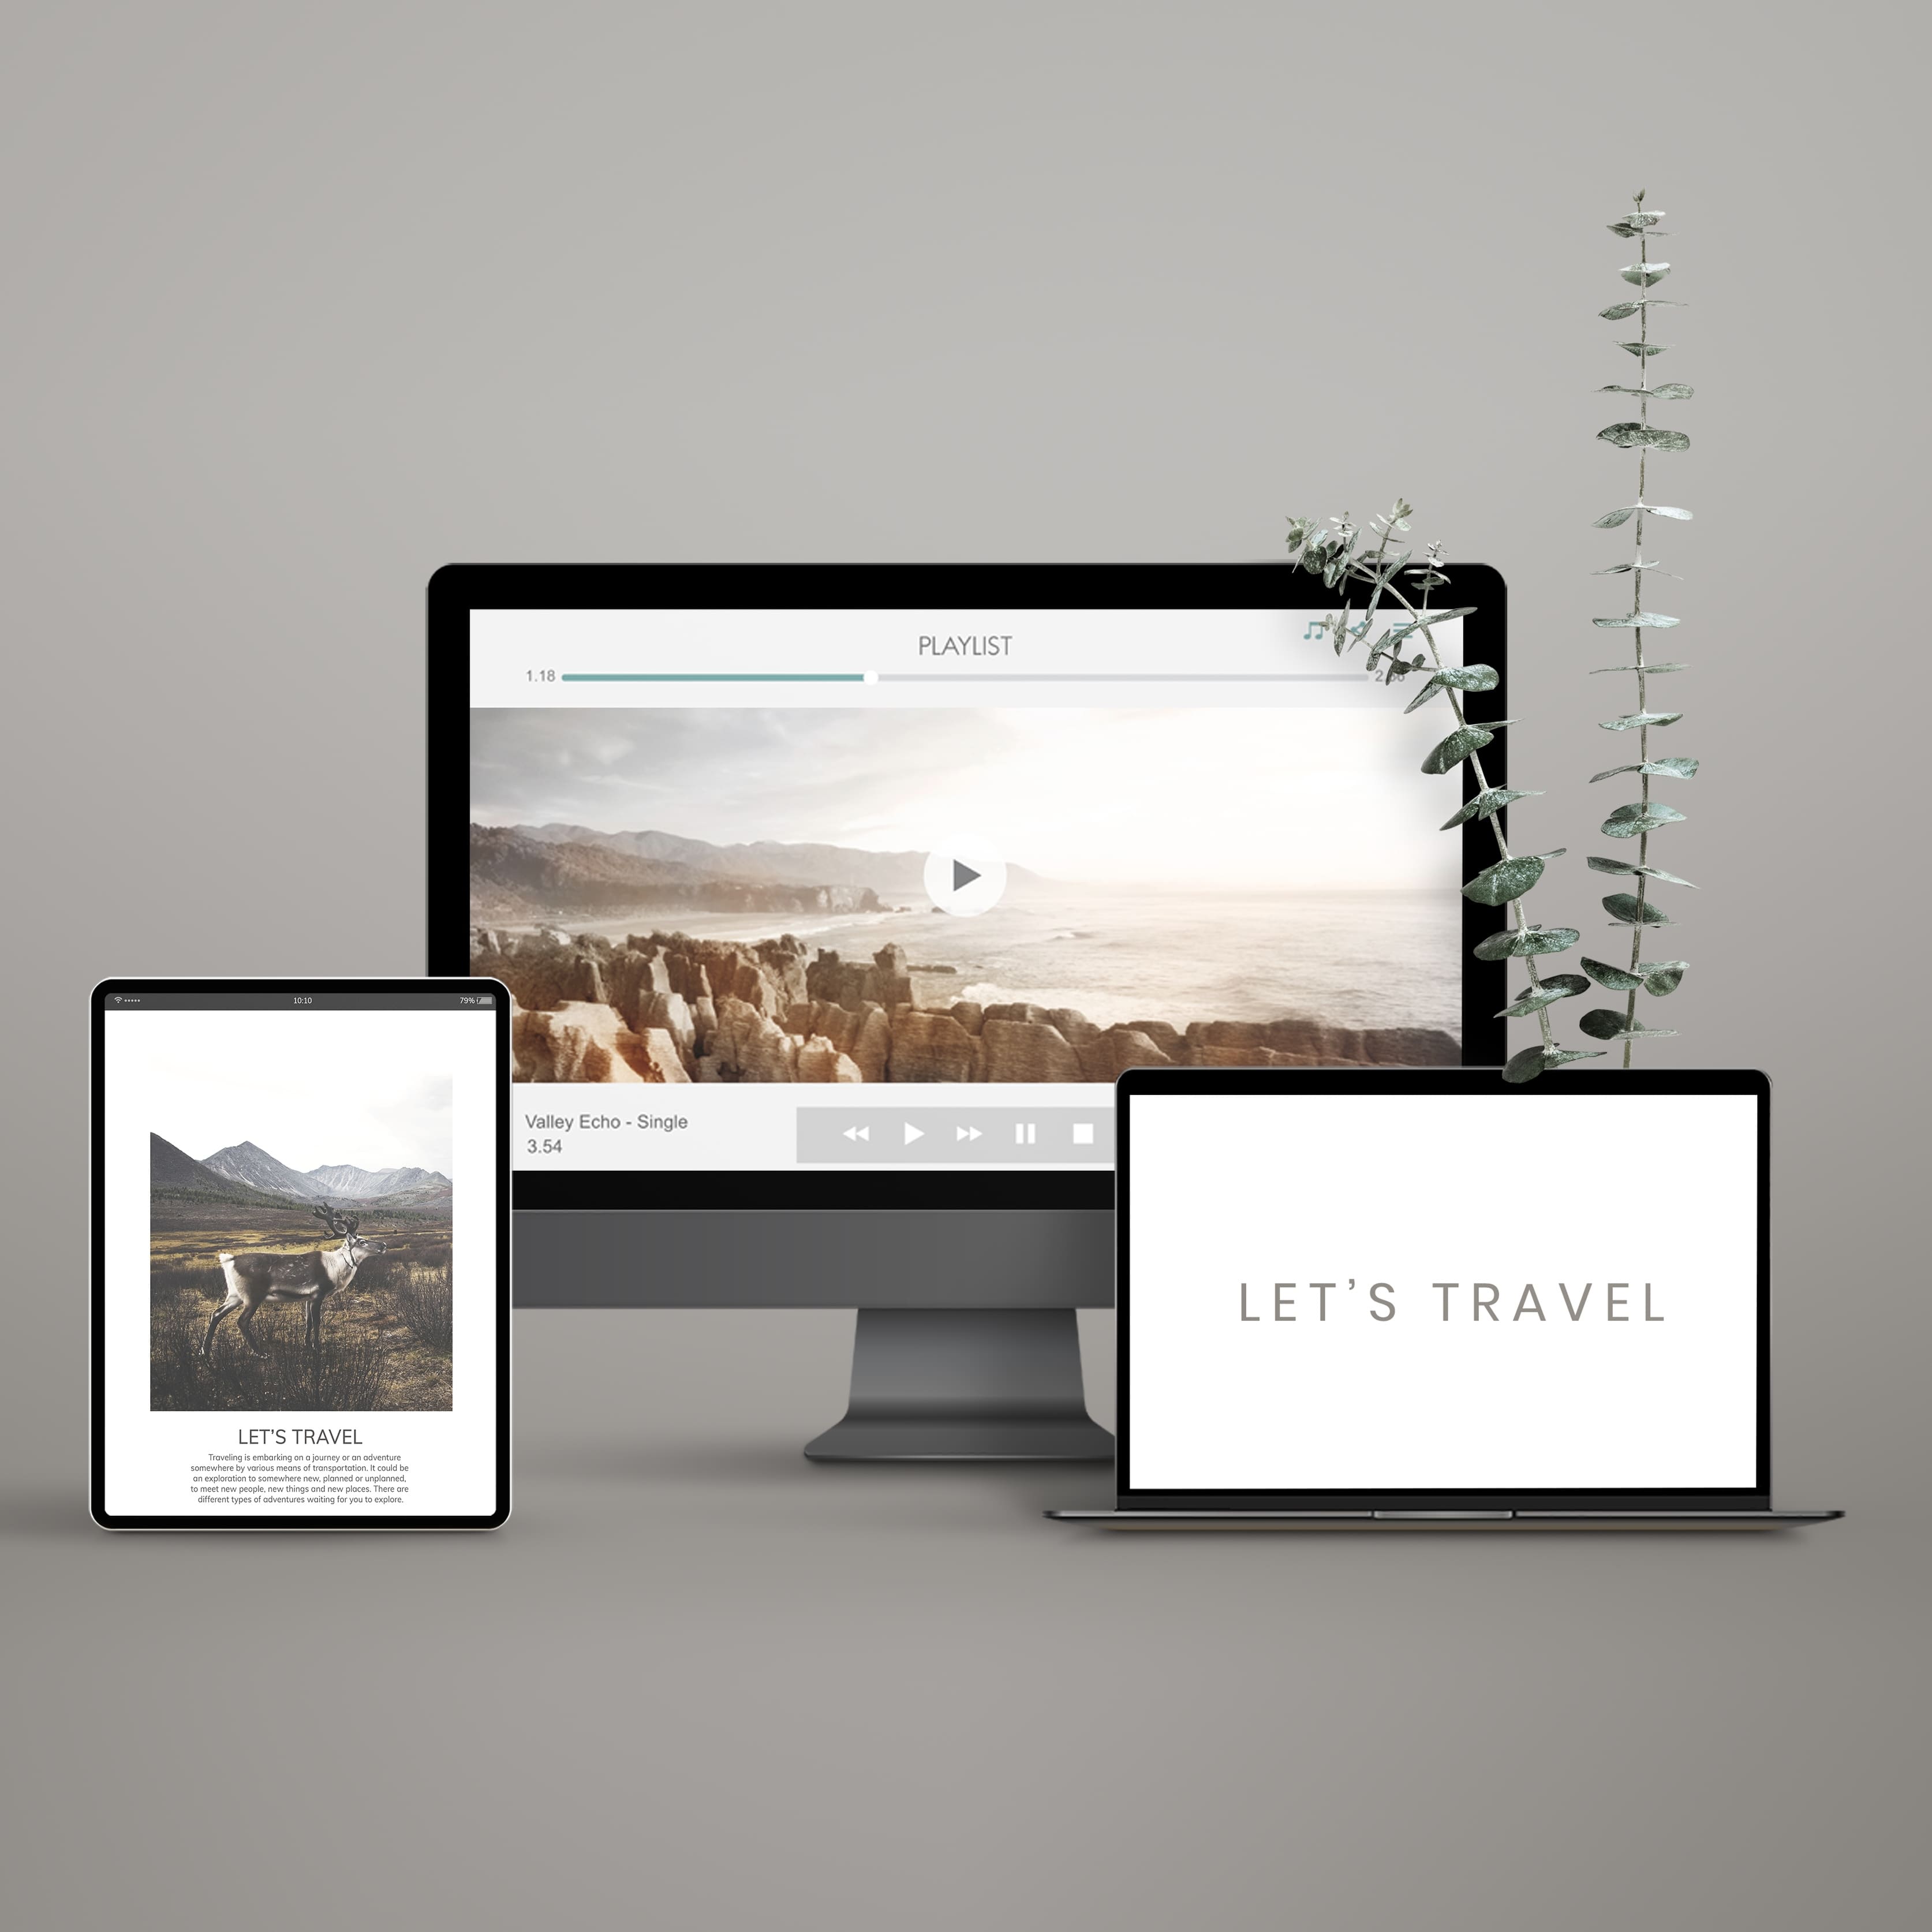 PLAYLIST
1.18
Valley Echo - Single
3.54
10:10
79%
LET'S TRAVEL
Traveling is embarking on a journey or an adventure
somewhere by various means of transportation. It could be
an exploration to somewhere new, planned or unplanned,
to meet new people, new things and new places. There are
different types of adventures waiting for you to explore.
LET'S TRAVEL